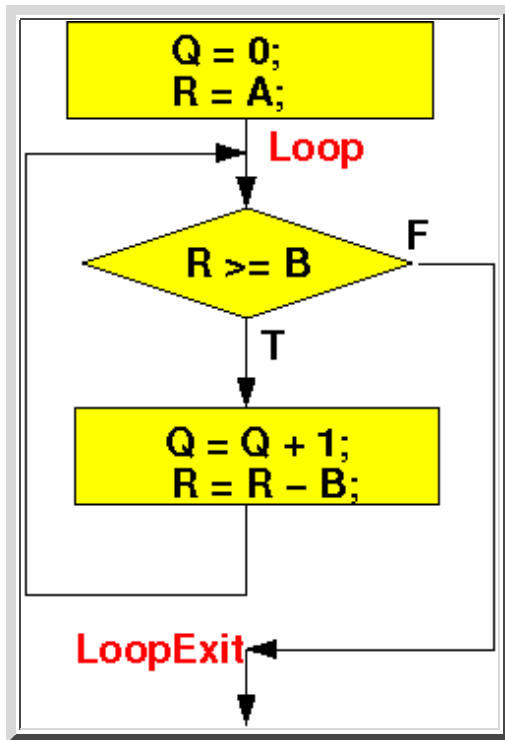 Q = 0;
R = A;
Loop
R >= B
F
T
Q = Q + 1;
R = R – B;
LoopExit